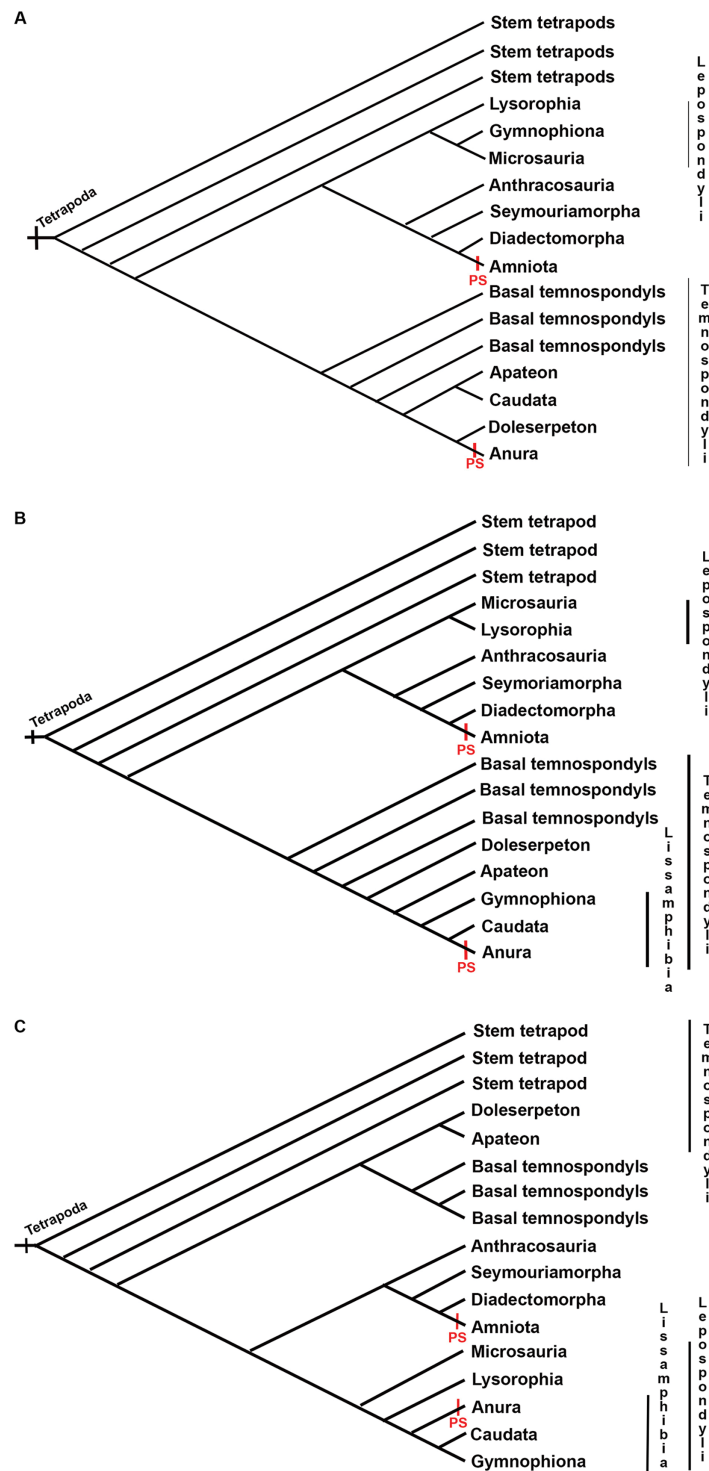 A
Stem tetrapods
Stem tetrapods
Stem tetrapods
Lysorophia
Gymnophiona
Microsauria
Anthracosauria
Seymouriamorpha
Diadectomorpha
Amniota
PS
Basal temnospondyls
Basal temnospondyls
Basal temnospondyls
Apateon
Caudata
Doleserpeton
Anura
PS
Tetrapoda
Lepospondyli
Temnospondyli
B
Stem tetrapod
Stem tetrapod
Stem tetrapod
Microsauria
Lysorophia
Anthracosauria
Seymoriamorpha
Diadectomorpha
Amniota
PS
Basal temnospondyls
Basal temnospondyls
Basal temnospondyls
Doleserpeton
Apateon
Gymnophiona
Caudata
Anura
PS
Tetrapoda
Lepospondyli
Lissamphibia
Temnospondyli
C
Stem tetrapod
Stem tetrapod
Stem tetrapod
Doleserpeton
Apateon
Basal temnospondyls
Basal temnospondyls
Basal temnospondyls
Anthracosauria
Seymouriamorpha
Diadectomorpha
Amniota
PS
Microsauria
Lysorophia
Anura
PS
Caudata
Gymnophiona
Tetrapoda
Temnospondyli
Lissamphibia
Lepospondyli